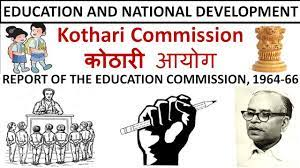 EDUCATION AND NATIONAL DEVELOPMENT
Kothari Commission
कोठारी आयोग
REPORT OF THE EDUCATION COMMISSION, 1964-66